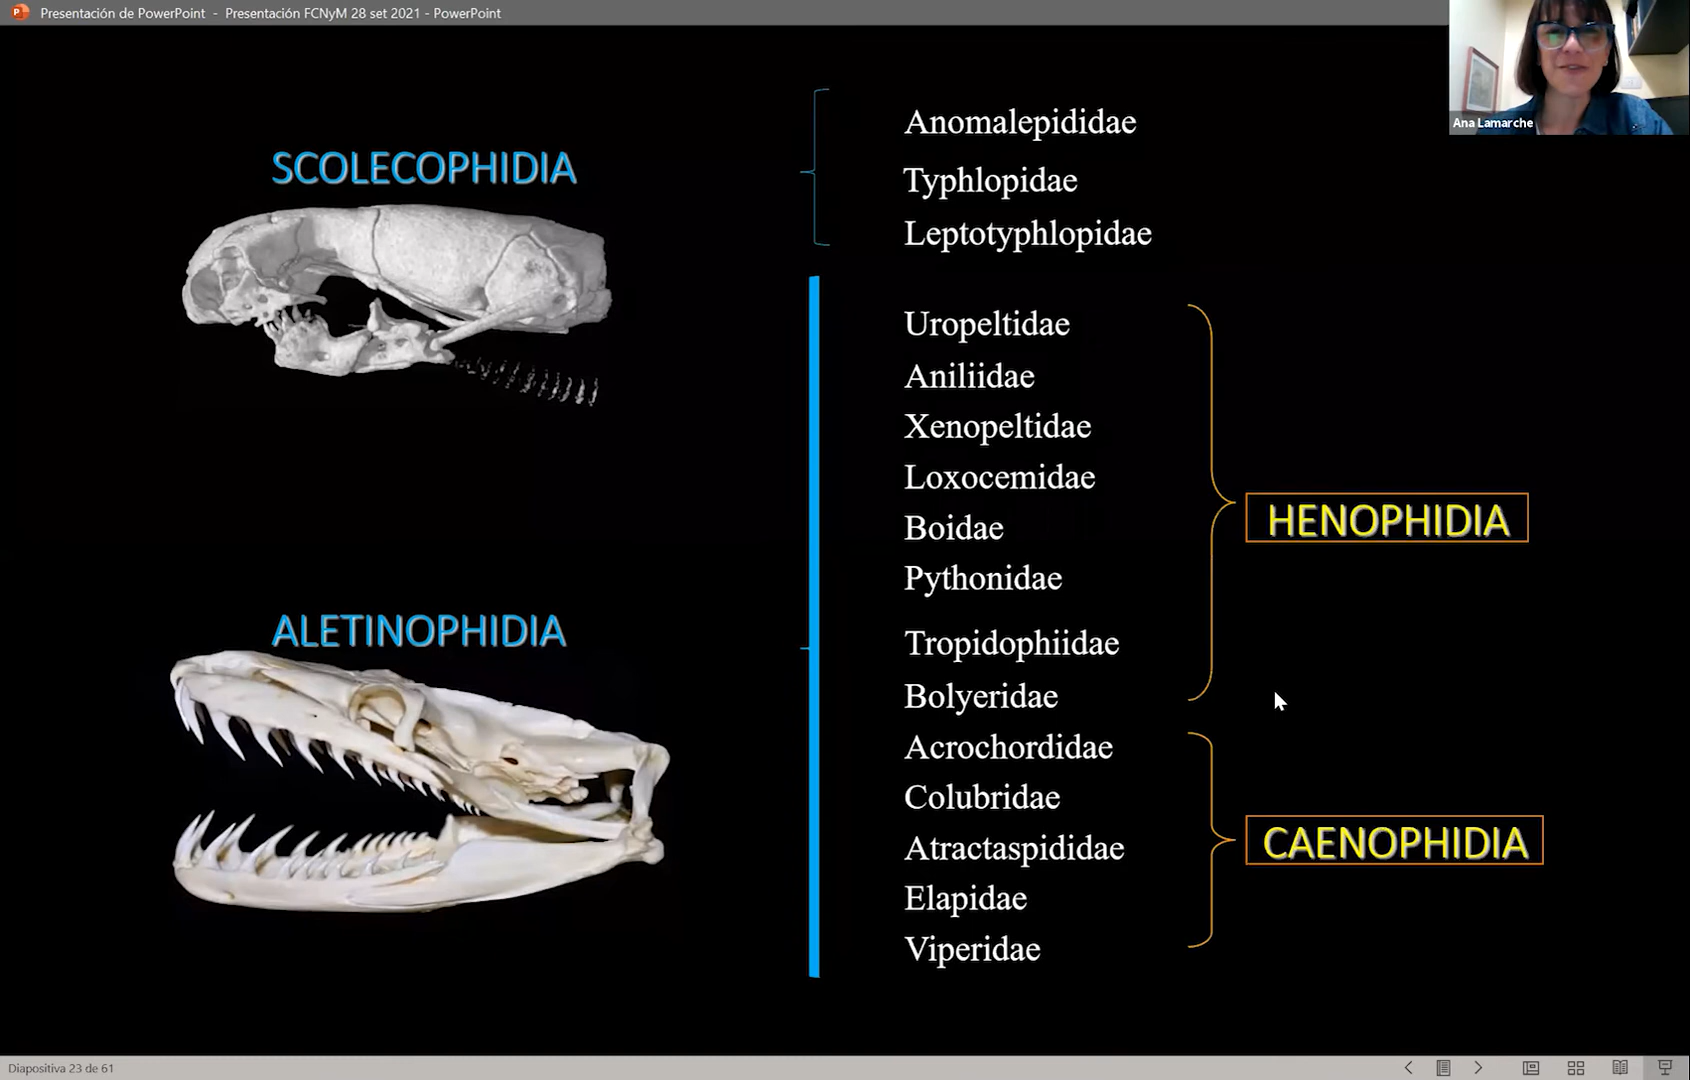 Presentación de PowerPoint - Presentación FCNyM 28 set 2021 - PowerPoint
Ana Lamarche
SCOLECOPHIDIA
Anomalepididae
Typhlopidae
Leptotyphlopidae
ALETINOPHIDIA
Uropeltidae
Aniliidae
Xenopeltidae
Loxocemidae
Boidae
Pythonidae
Tropidophiidae
Bolyeridae
HENOPHIDIA
Acrochordidae
Colubridae
Atractaspididae
Elapidae
Viperidae
CAENOPHIDIA
Diapositiva 23 de 61